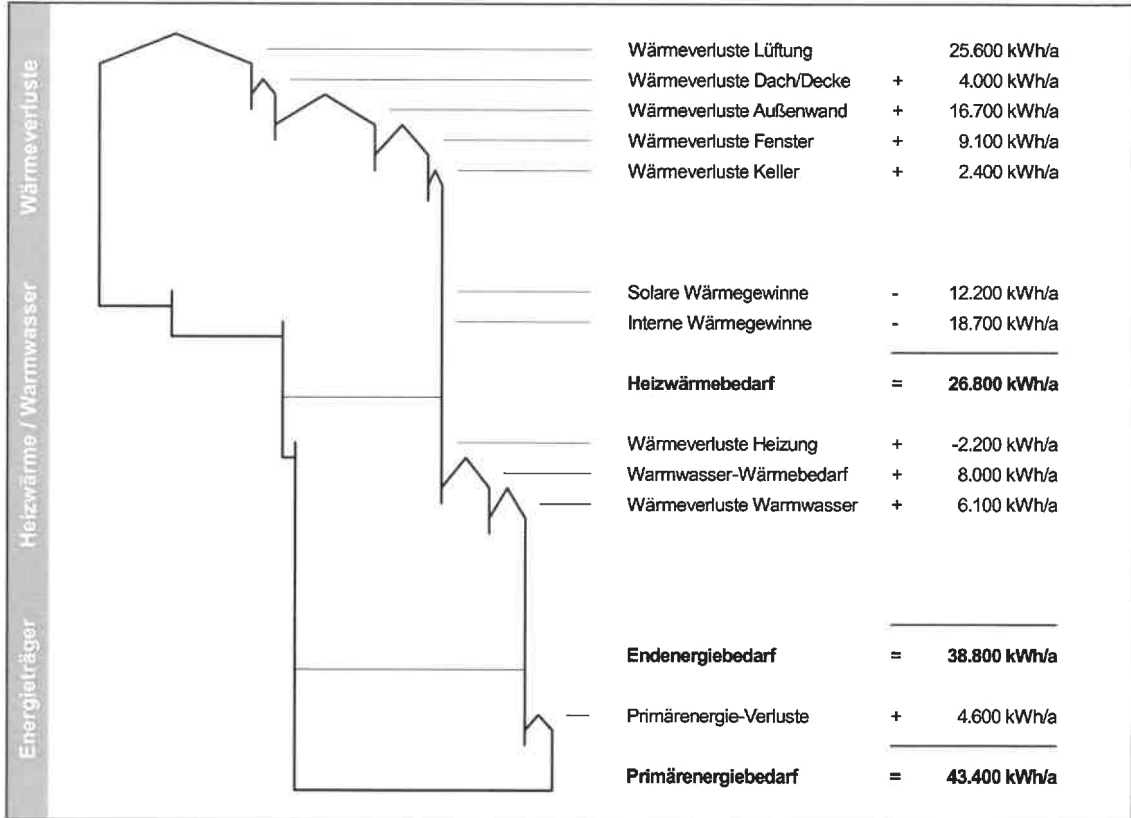 Wärmeverluste
Heizwärme / Warmwasser
Energieträger
Wärmeverluste Lüftung 25.600 kWh/a
Wärmeverluste Dach/Decke + 4.000 kWh/a
Wärmeverluste Außenwand + 16.700 kWh/a
Wärmeverluste Fenster + 9.100 kWh/a
Wärmeverluste Keller + 2.400 kWh/a
Solare Wärmegewinne - 12.200 kWh/a
Interne Wärmegewinne - 18.700 kWh/a
Heizwärmebedarf = 26.800 kWh/a
Wärmeverluste Heizung + -2.200 kWh/a
Warmwasser-Wärmebedarf + 8.000 kWh/a
Wärmeverluste Warmwasser + 6.100 kWh/a
Endenergiebedarf = 38.800 kWh/a
Primärenergie-Verluste + 4.600 kWh/a
Primärenergiebedarf = 43.400 kWh/a